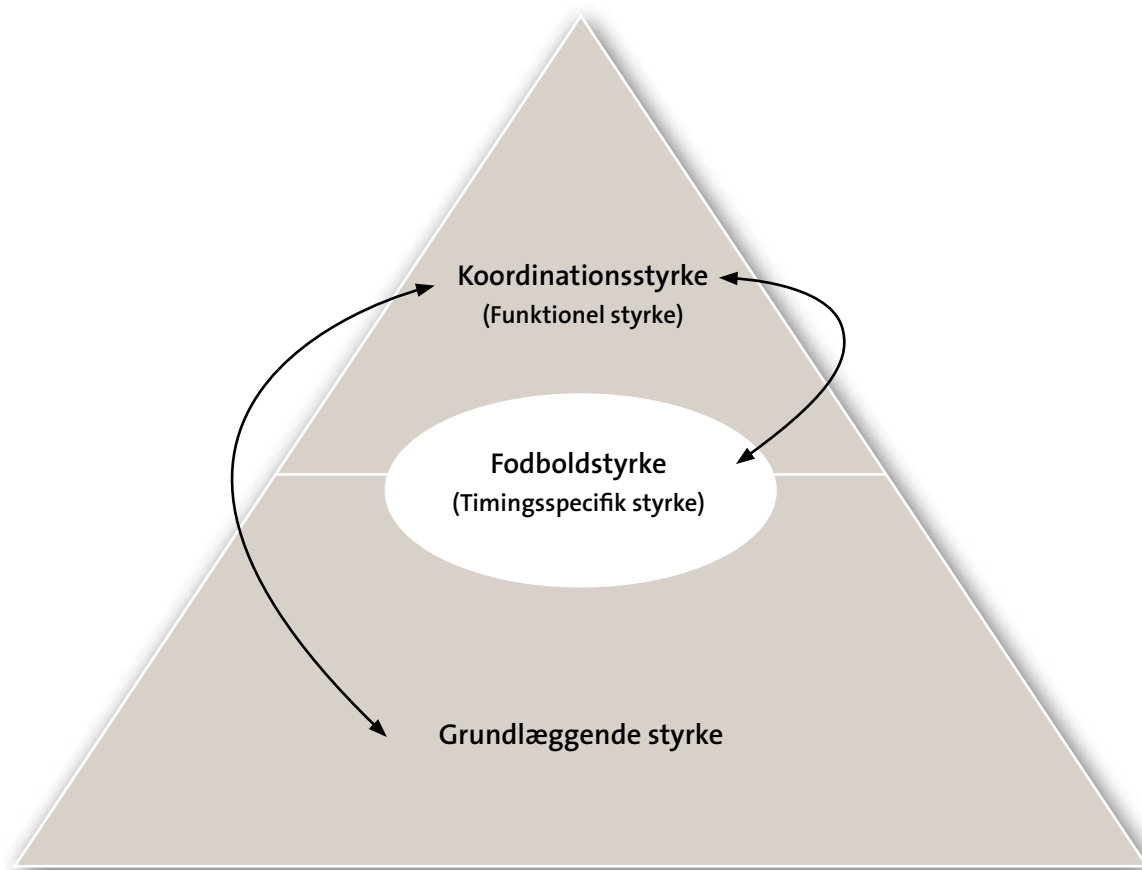 Koordinationsstyrke
(Funktionel styrke)
Fodboldstyrke
(Timingsspecifik styrke)
Grundlæggende styrke